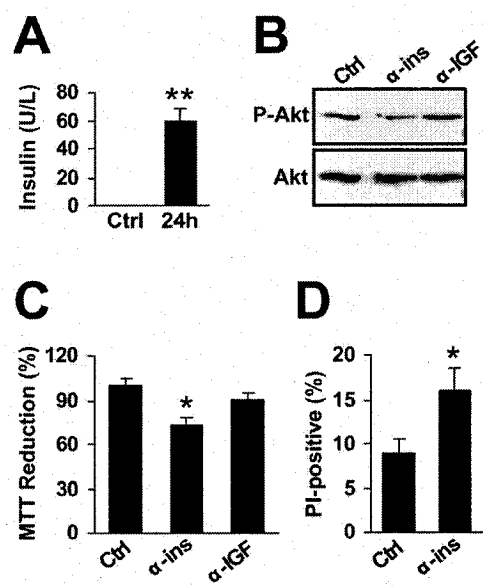 A
Insulin (U/L)
80
60
40
20
0
**
Ctrl 24h
B
Ctrl α-ins α-IGF
P-Akt
Akt
C
MTT Reduction (%)
120
90
60
30
0
*
Ctrl α-ins α-IGF
D
PI-positive (%)
20
15
10
5
0
*
Ctrl α-ins